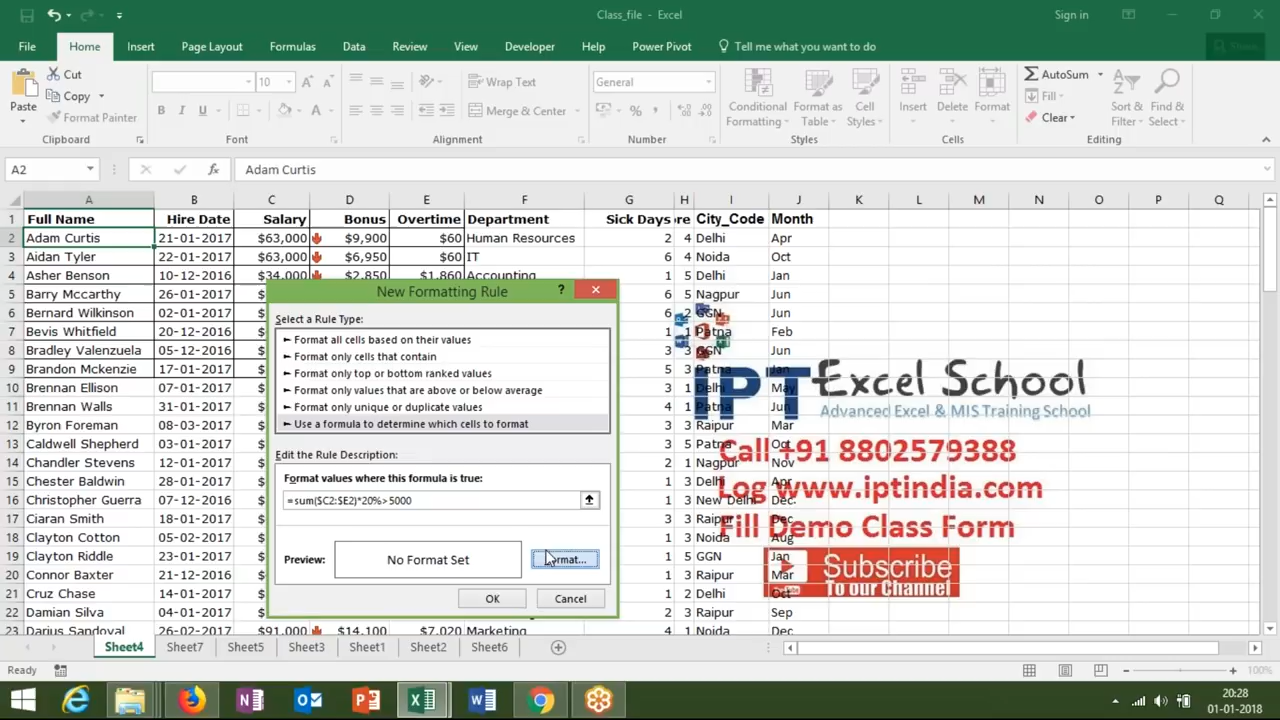 Class_file - Excel
Sign in
File Home Insert Page Layout Formulas Data Review View Developer Help Power Pivot Tell me what you want to do
Paste
Cut
Copy
Format Painter
Clipboard
10
B I U
Font
Wrap Text
Merge & Center
Alignment
General
Number
Conditional Formatting
Format as Table
Cell Styles
Styles
Insert
Delete
Format
Cells
AutoSum
Fill
Clear
Sort & Filter
Find & Select
Editing
A2
fx
Adam Curtis
A B C D E F G H I J K L M N O P Q
1 Full Name Hire Date Salary Bonus Overtime Department Sick Days re City_Code Month
2 Adam Curtis 21-01-2017 $63,000 $9,900 $60 Human Resources 2 4 Delhi Apr
3 Aidan Tyler 22-01-2017 $63,000 $6,950 $60 IT 6 4 Noida Oct
4 Asher Benson 10-12-2016 $34,000 $2,850 $1,860 Accounting 1 5 Delhi Jan
5 Barry Mccarthy 26-01-2017 6 5 Nagpur Jun
6 Bernard Wilkinson 02-01-2017 6 2 GGN Jun
7 Bevis Whitfield 20-12-2016 1 1 Patna Feb
8 Bradley Valenzuela 05-12-2016 3 3 GGN Jun
9 Brandon Mckenzie 17-01-2017 5 3 Patna Jan
10 Brennan Ellison 07-01-2017 3 1 Delhi May
11 Brennan Walls 31-01-2017 4 1 Patna Jun
12 Byron Foreman 08-03-2017 3 3 Raipur Mar
13 Caldwell Shepherd 03-01-2017 3 5 Patna Oct
14 Chandler Stevens 10-12-2016 2 1 Nagpur Nov
15 Chester Baldwin 28-01-2017 1 3 Delhi Dec
16 Christopher Guerra 07-12-2016 1 2 New Delhi Dec
17 Ciaran Smith 18-01-2017 3 3 Raipur Dec
18 Clayton Cotton 05-02-2017 1 3 Delhi Aug
19 Clayton Riddle 23-01-2017 1 5 GGN Jan
20 Connor Baxter 21-12-2016 1 3 Raipur Mar
21 Cruz Chase 14-01-2017 2 1 Delhi Oct
22 Damian Silva 04-01-2017 2 3 Raipur Sep
23 Darius Sandoval 26-02-2017 $91,000 $14,100 $7,020 Marketing 4 1 Noida Dec
New Formatting Rule
?
Select a Rule Type:
► Format all cells based on their values
► Format only cells that contain
► Format only top or bottom ranked values
► Format only values that are above or below average
► Format only unique or duplicate values
► Use a formula to determine which cells to format
Edit the Rule Description:
Format values where this formula is true:
=sum($C2:$E2)*20%>5000
Preview:
No Format Set
Format...
OK
Cancel
IPT Excel School
Advanced Excel & MIS Training School
Call +91 8802579388
Log www.iptindia.com
Fill Demo Class Form
Subscribe
To our Channel
Sheet4 Sheet7 Sheet5 Sheet3 Sheet1 Sheet2 Sheet6
Ready
100%
20:28
01-01-2018